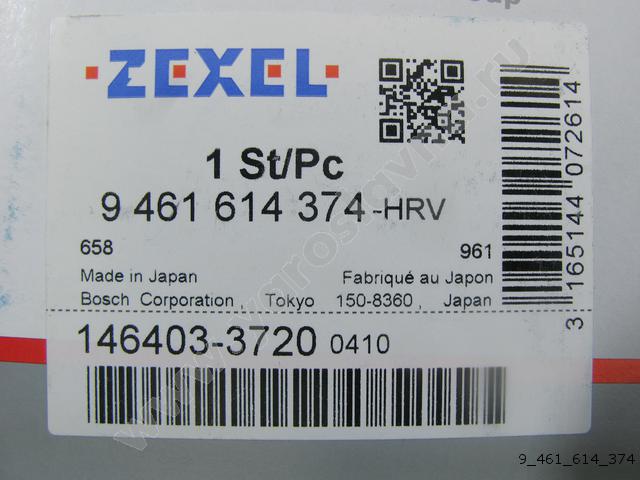 ZEXEL
1 St/Pc
9 461 614 374-HRV
658 961
Made in Japan Fabriqué au Japon
Bosch Corporation, Tokyo 150-8360, Japan
146403-3720 0410
3 165144 072614
9_461_614_374